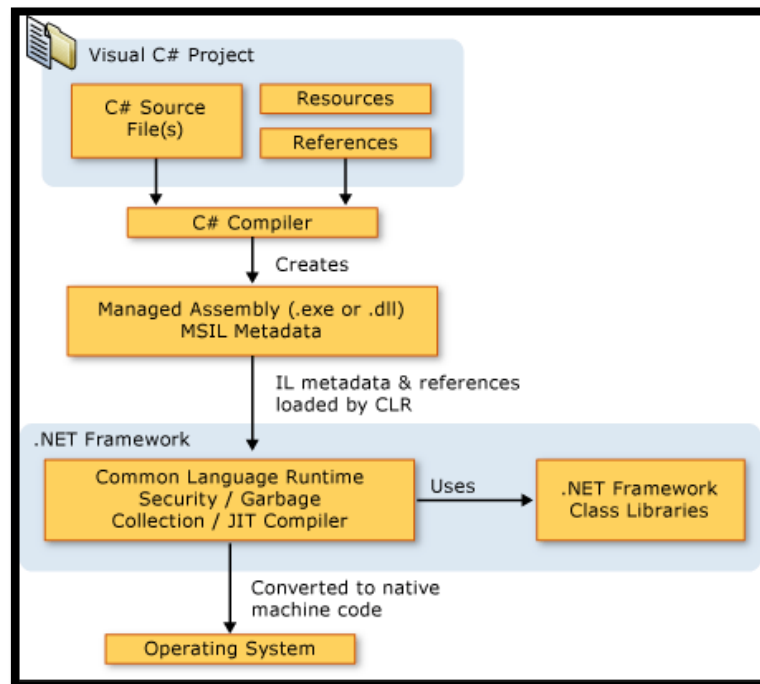 Visual C# Project
C# Source
File(s)
Resources
References
C# Compiler
Creates
Managed Assembly (.exe or .dll)
MSIL Metadata
IL metadata & references
loaded by CLR
.NET Framework
Common Language Runtime
Security / Garbage
Collection / JIT Compiler
Uses
.NET Framework
Class Libraries
Converted to native
machine code
Operating System